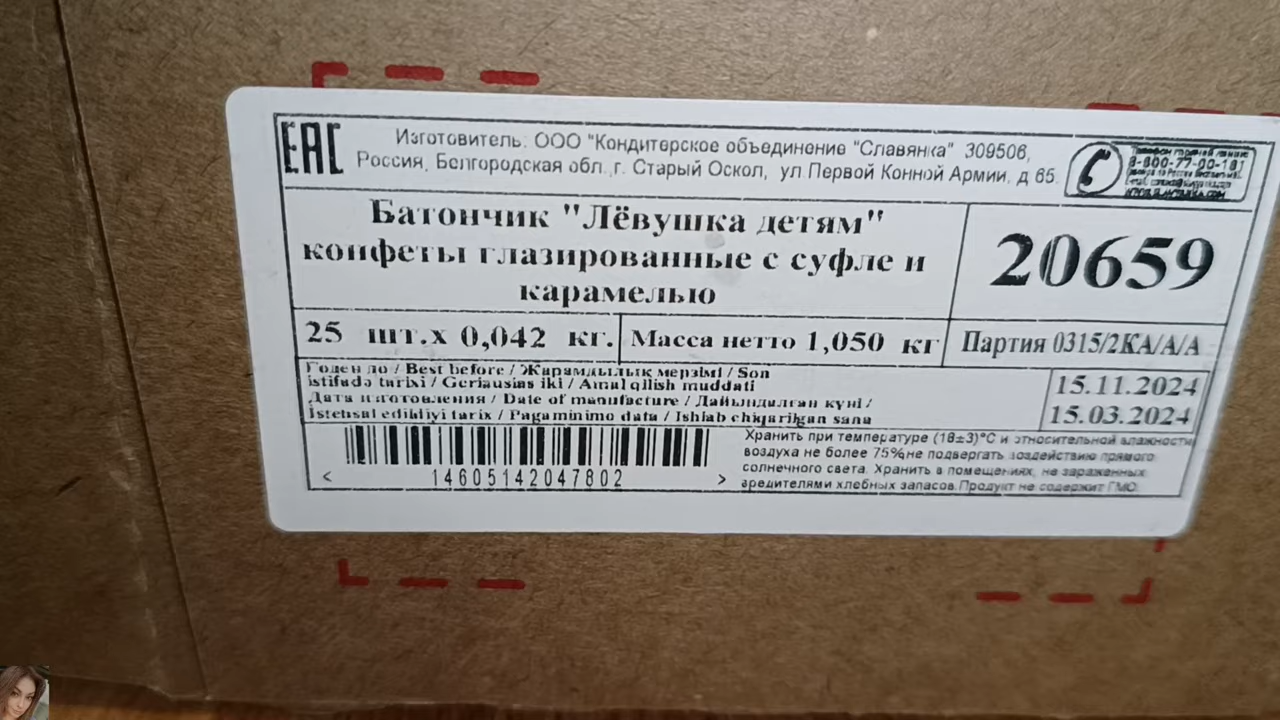 EAC
Изготовитель: ООО "Кондитерское объединение "Славянка" 309506,
Россия, Белгородская обл.,г. Старый Оскол, ул Первой Конной Армии, д 65.
8-800-77-00-181
Батончик "Лёвушка детям"
конфеты глазированные с суфле и
карамелью
20659
25 шт.х 0,042 кг.
Масса нетто 1,050 кг
Партия 0315/2КА/А/А
Годен до / Best before / Жарамдылық мерзімі / Son
istifadə tarixi / Geriausias iki / Amal qilish muddati
15.11.2024
Дата изготовления / Date of manufacture / Дайындалған күні /
İstehsal edildiyi tarix / Pagaminimo data / Ishlab chiqarilgan sana
15.03.2024
< 14605142047802 >
Хранить при температуре (18±3)°С и относительной влажности
воздуха не более 75%,не подвергать воздействию прямого
солнечного света. Хранить в помещениях, не зараженных
вредителями хлебных запасов.Продукт не содержит ГМО.